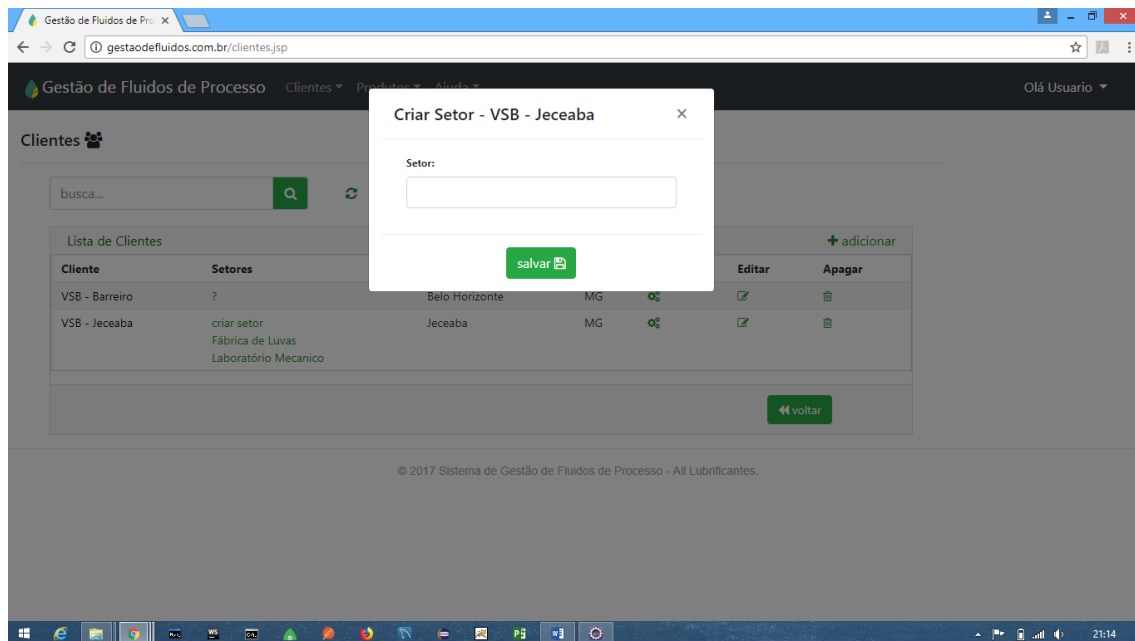 Gestão de Fluidos de Pro
gestaodefluidos.com.br/clientes.jsp
Gestão de Fluidos de Processo Clientes Produtos Ajuda Olá Usuario
Criar Setor - VSB - Jeceaba ×
Clientes
Setor:
busca...
Lista de Clientes + adicionar
salvar
Cliente Setores Editar Apagar
VSB - Barreiro ? Belo Horizonte MG
VSB - Jeceaba criar setor Jeceaba MG
Fábrica de Luvas
Laboratório Mecanico
voltar
© 2017 Sistema de Gestão de Fluidos de Processo - All Lubrificantes.
21:14